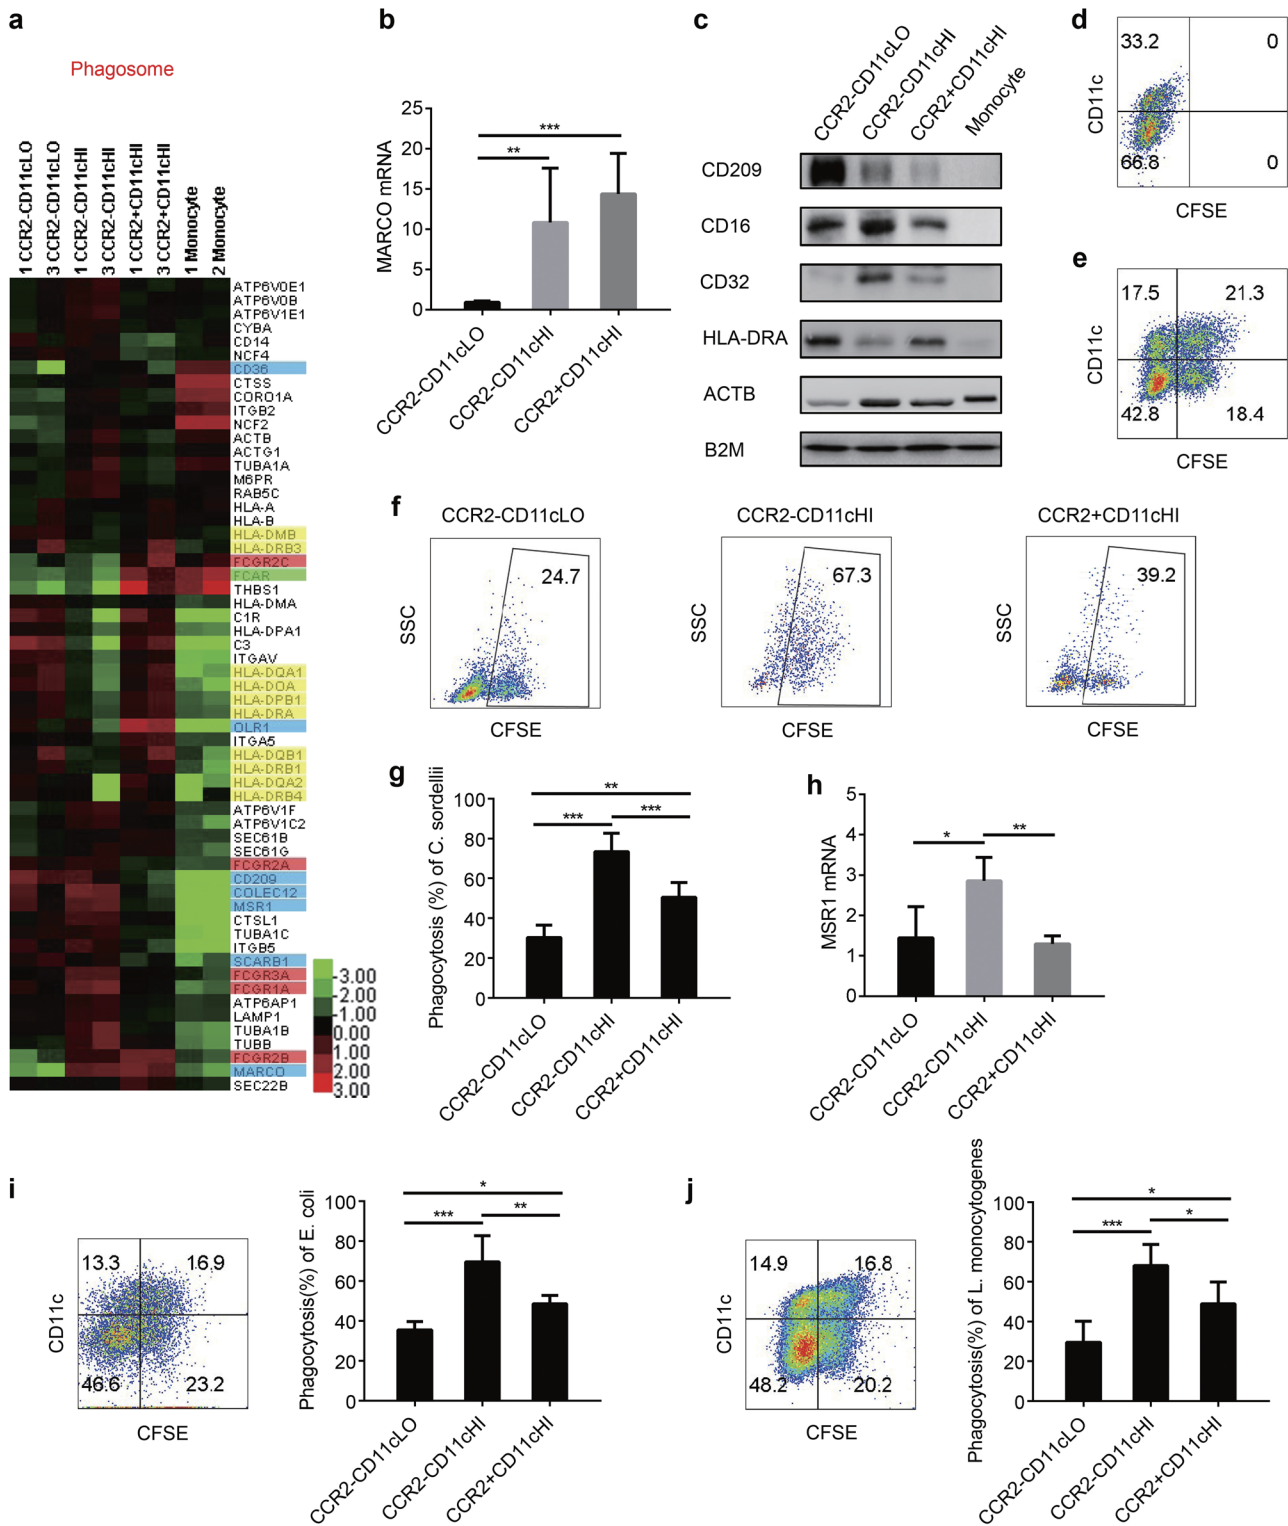 a
Phagosome
1 CCR2-CD11cLO
3 CCR2-CD11cLO
1 CCR2-CD11cHI
3 CCR2-CD11cHI
1 CCR2+CD11cHI
3 CCR2+CD11cHI
1 Monocyte
2 Monocyte
ATP6V0E1
ATP6V0B
ATP6V1E1
CYBA
CD14
NCF4
CD36
CTSS
CORO1A
ITGB2
NCF2
ACTB
ACTG1
TUBA1A
M6PR
RAB5C
HLA-A
HLA-B
HLA-DMB
HLA-DRB3
FCGR2C
FCAR
THBS1
HLA-DMA
C1R
HLA-DPA1
C3
ITGAV
HLA-DQA1
HLA-DOA
HLA-DPB1
HLA-DRA
OLR1
ITGA5
HLA-DQB1
HLA-DRB1
HLA-DQA2
HLA-DRB4
ATP6V1F
ATP6V1C2
SEC61B
SEC61G
FCGR2A
CD209
COLEC12
MSR1
CTSL1
TUBA1C
ITGB5
SCARB1
FCGR3A
FCGR1A
ATP6AP1
LAMP1
TUBA1B
TUBB
FCGR2B
MARCO
SEC22B
-3.00
-2.00
-1.00
0.00
1.00
2.00
3.00
b
MARCO mRNA
25
20
15
10
5
0
***
**
CCR2-CD11cLO
CCR2-CD11cHI
CCR2+CD11cHI
c
CCR2-CD11cLO
CCR2-CD11cHI
CCR2+CD11cHI
Monocyte
CD209
CD16
CD32
HLA-DRA
ACTB
B2M
d
CD11c
33.2
0
66.8
0
CFSE
e
CD11c
17.5
21.3
42.8
18.4
CFSE
f
CCR2-CD11cLO
CCR2-CD11cHI
CCR2+CD11cHI
SSC
24.7
SSC
67.3
SSC
39.2
CFSE
CFSE
CFSE
g
Phagocytosis (%) of C. sordellii
100
80
60
40
20
0
**
***
***
CCR2-CD11cLO
CCR2-CD11cHI
CCR2+CD11cHI
h
MSR1 mRNA
5
4
3
2
1
0
*
**
CCR2-CD11cLO
CCR2-CD11cHI
CCR2+CD11cHI
i
CD11c
13.3
16.9
46.6
23.2
CFSE
Phagocytosis(%) of E. coli
100
80
60
40
20
0
*
***
**
CCR2-CD11cLO
CCR2-CD11cHI
CCR2+CD11cHI
j
CD11c
14.9
16.8
48.2
20.2
CFSE
Phagocytosis(%) of L. monocytogenes
100
80
60
40
20
0
*
***
*
CCR2-CD11cLO
CCR2-CD11cHI
CCR2+CD11cHI